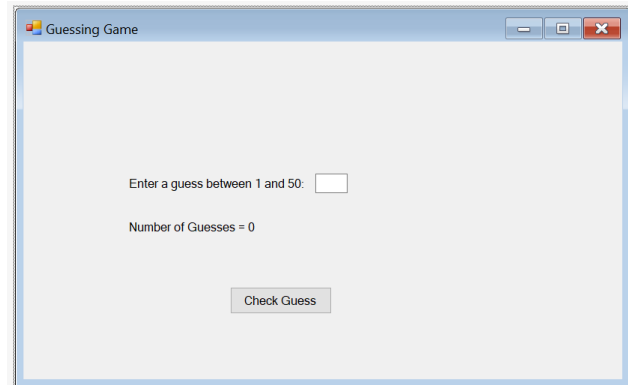 Guessing Game
Enter a guess between 1 and 50:
Number of Guesses = 0
Check Guess